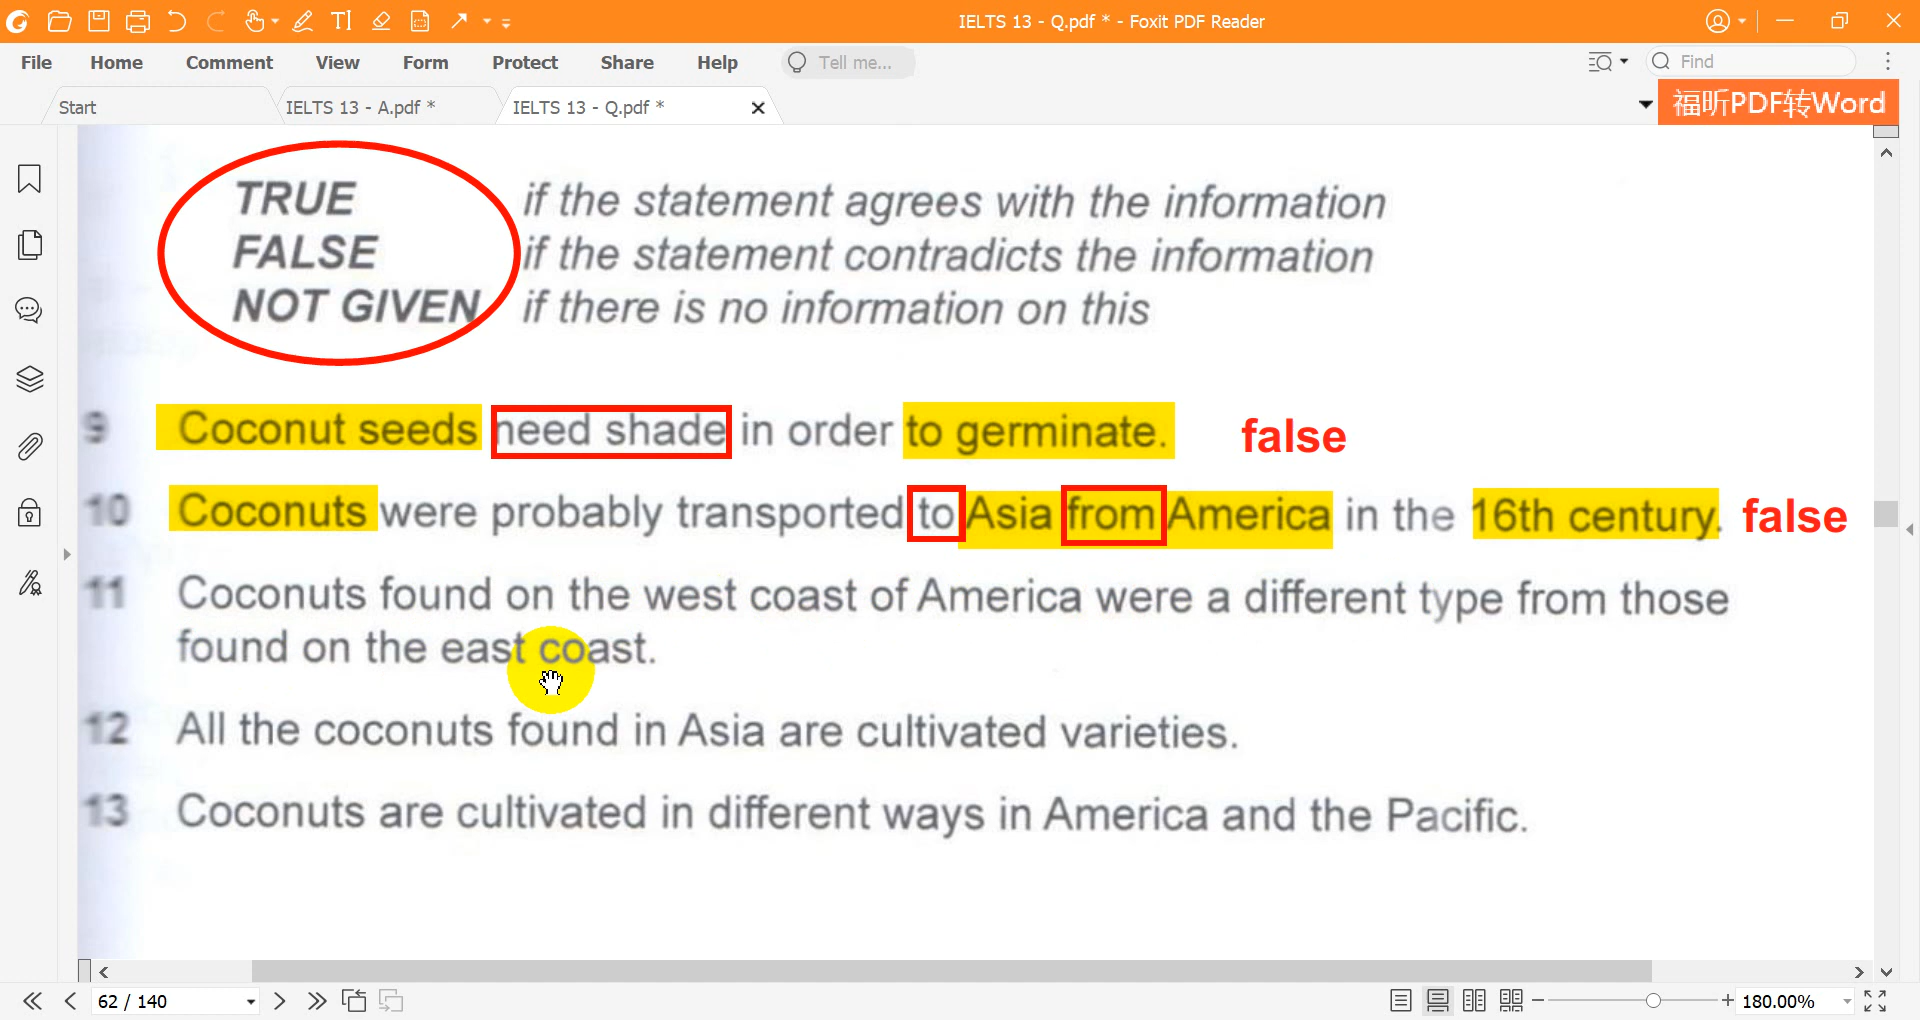 IELTS 13 - Q.pdf * - Foxit PDF Reader
File Home Comment View Form Protect Share Help Tell me... Find
Start IELTS 13 - A.pdf * IELTS 13 - Q.pdf * 福昕PDF转Word
TRUE if the statement agrees with the information
FALSE if the statement contradicts the information
NOT GIVEN if there is no information on this
9 Coconut seeds need shade in order to germinate. false
10 Coconuts were probably transported to Asia from America in the 16th century. false
11 Coconuts found on the west coast of America were a different type from those
found on the east coast.
12 All the coconuts found in Asia are cultivated varieties.
13 Coconuts are cultivated in different ways in America and the Pacific.
62 / 140 180.00%